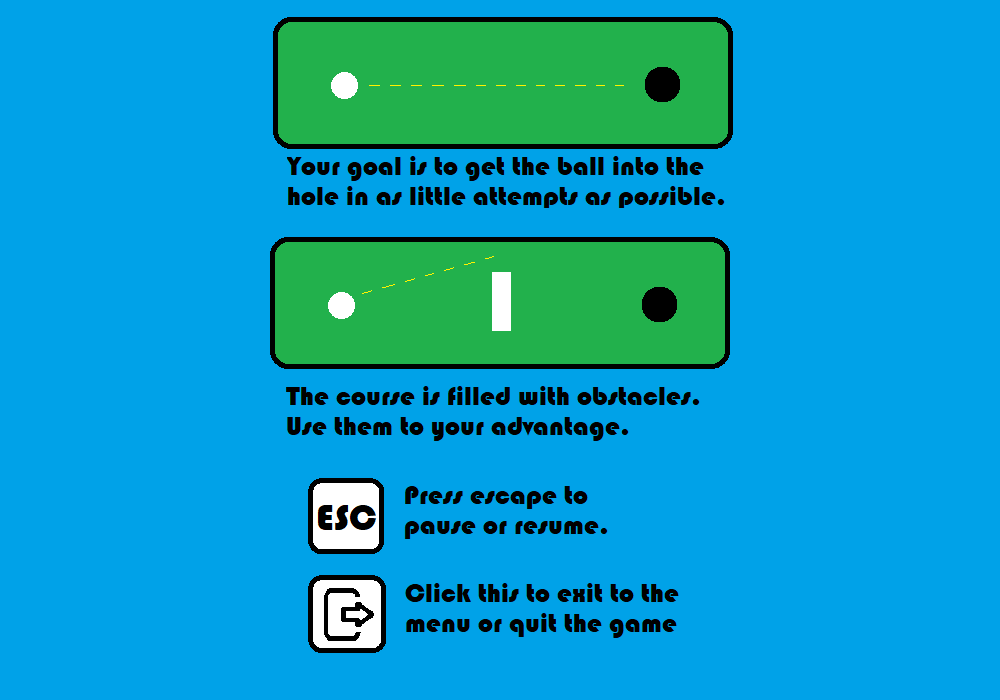 Your goal is to get the ball into the
hole in as little attempts as possible.
The course is filled with obstacles.
Use them to your advantage.
ESC
Press escape to
pause or resume.
Click this to exit to the
menu or quit the game